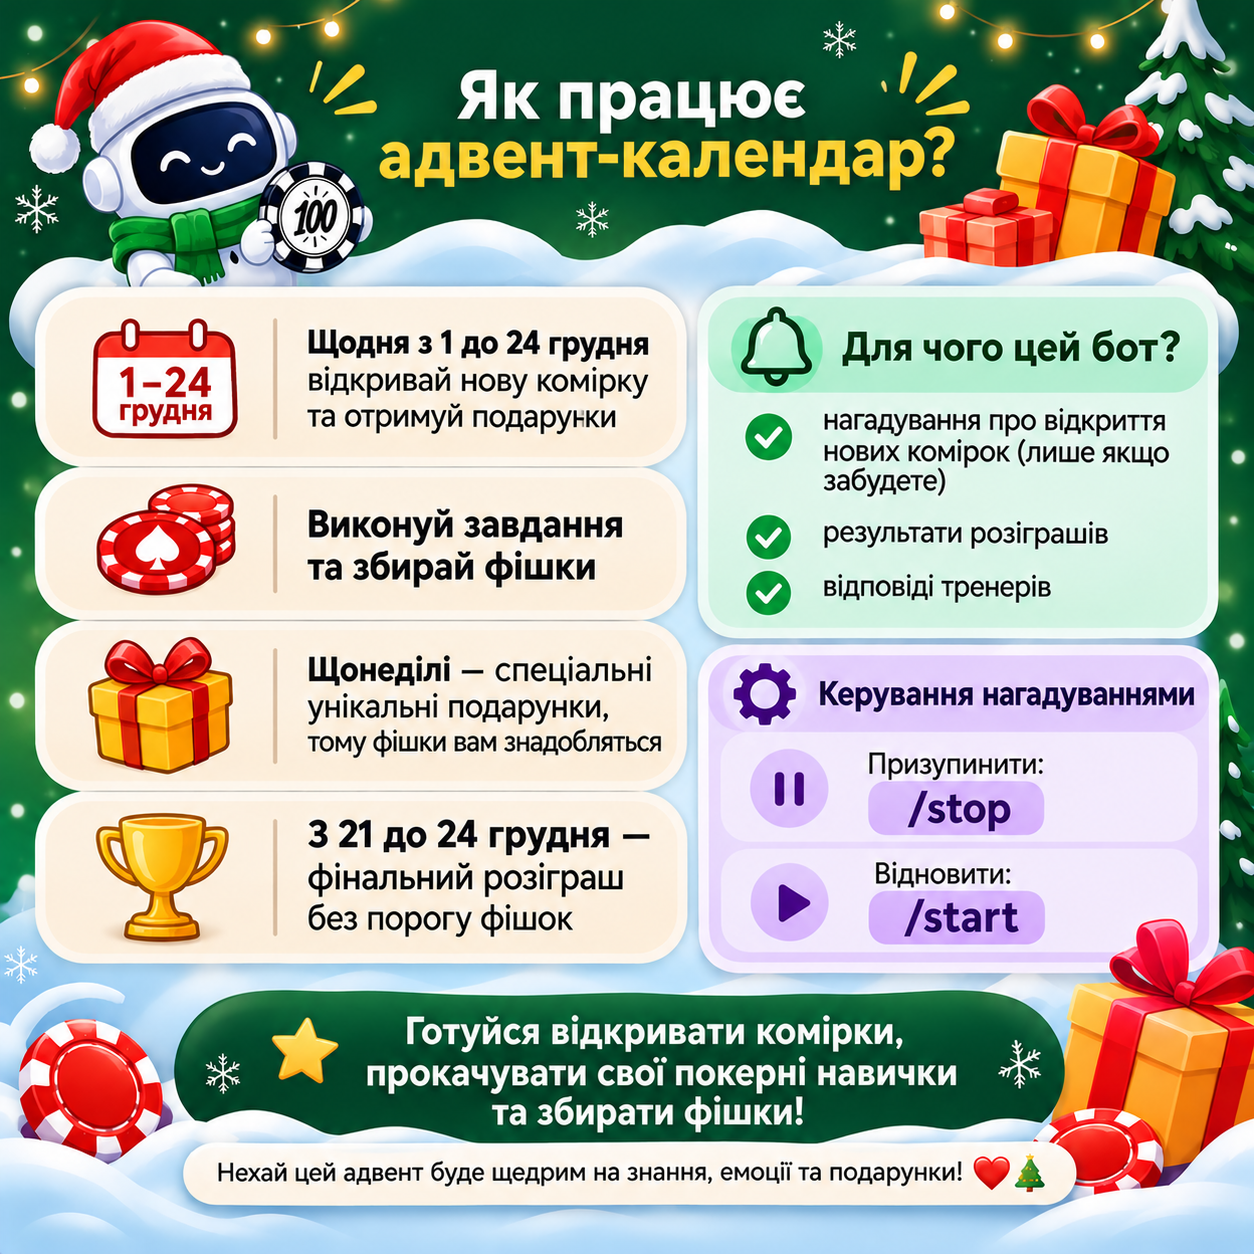 Як працює
адвент-календар?
100
1–24
грудня
Щодня з 1 до 24 грудня
відкривай нову комірку
та отримуй подарунки
Виконуй завдання
та збирай фішки
Щонеділі — спеціальні
унікальні подарунки,
тому фішки вам знадобляться
З 21 до 24 грудня —
фінальний розіграш
без порогу фішок
Для чого цей бот?
нагадування про відкриття
нових комірок (лише якщо
забудете)
результати розіграшів
відповіді тренерів
Керування нагадуваннями
Призупинити:
/stop
Відновити:
/start
Готуйся відкривати комірки,
прокачувати свої покерні навички
та збирати фішки!
Нехай цей адвент буде щедрим на знання, емоції та подарунки! ❤️🎄